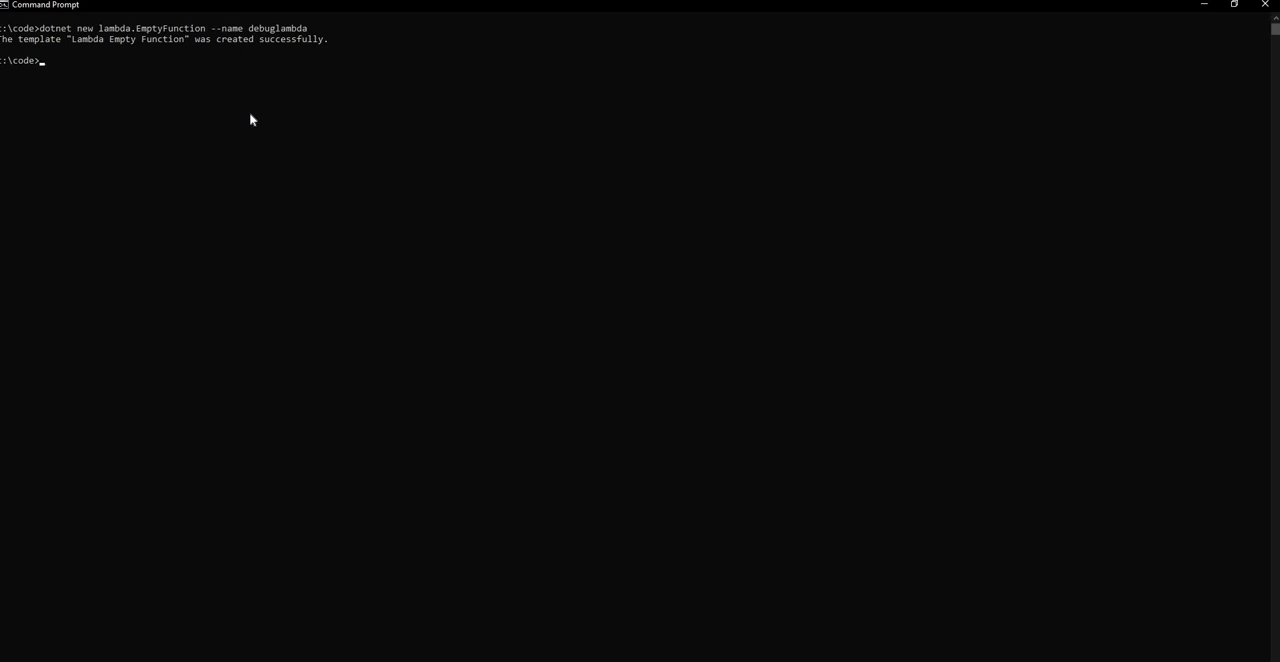 Command Prompt
:\code>dotnet new lambda.EmptyFunction --name debuglambda
The template "Lambda Empty Function" was created successfully.
:\code>